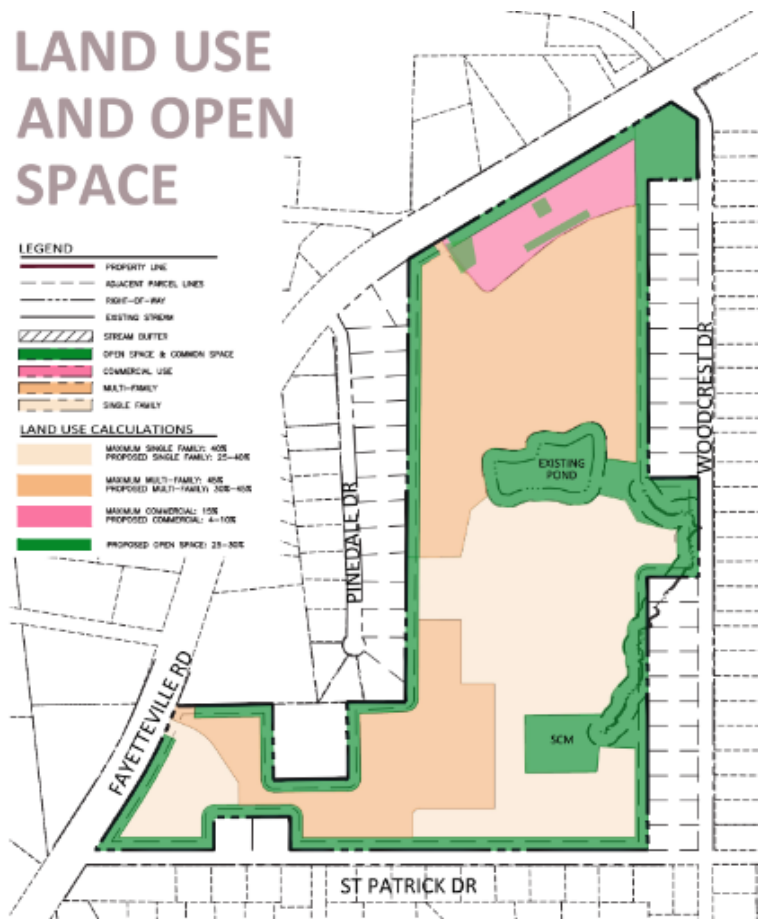 LAND USE
AND OPEN
SPACE
LEGEND
PROPERTY LINE
ADJACENT PARCEL LINES
RIGHT-OF-WAY
EXISTING STREAM
STREAM BUFFER
OPEN SPACE & COMMON SPACE
COMMERCIAL USE
MULTI-FAMILY
SINGLE FAMILY
LAND USE CALCULATIONS
MAXIMUM SINGLE FAMILY: 40%
PROPOSED SINGLE FAMILY: 25-40%
MAXIMUM MULTI-FAMILY: 45%
PROPOSED MULTI-FAMILY: 30%-45%
MAXIMUM COMMERCIAL: 15%
PROPOSED COMMERCIAL: 4-10%
PROPOSED OPEN SPACE: 25-30%
EXISTING
POND
WOODCREST DR
PINEDALE DR
FAYETTEVILLE RD
SCM
ST PATRICK DR